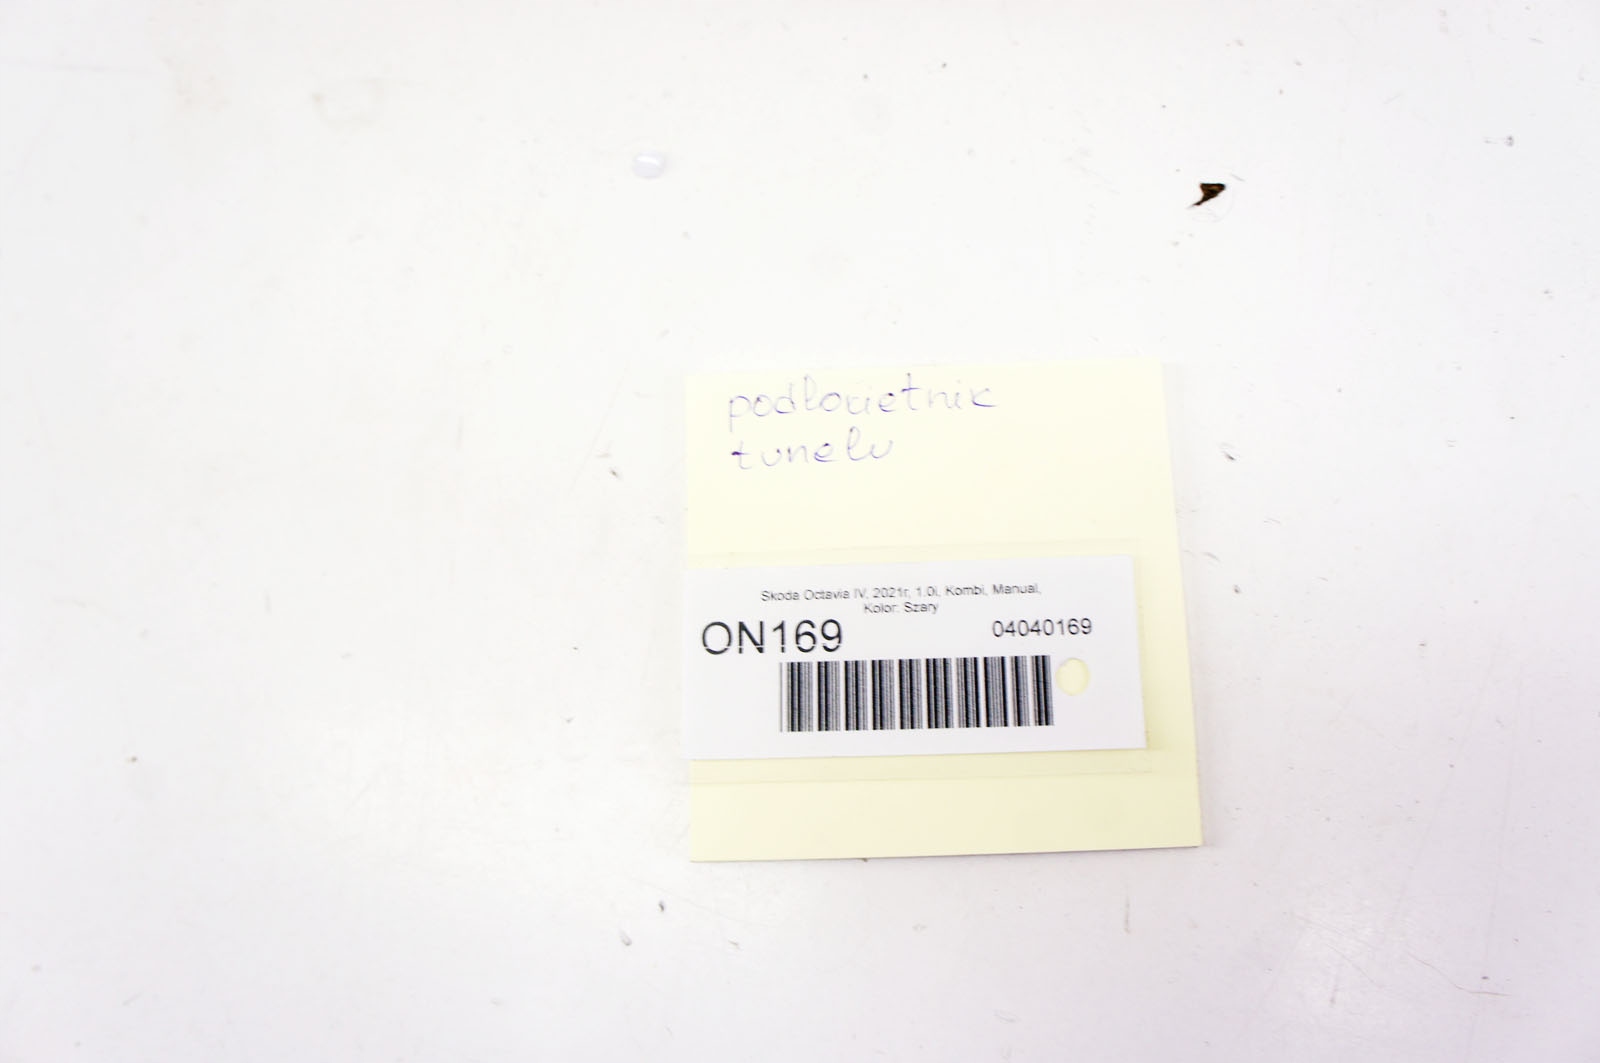 podłokietnik
tunelu
Skoda Octavia IV, 2021r, 1.0i, Kombi, Manual,
Kolor: Szary
ON169
04040169